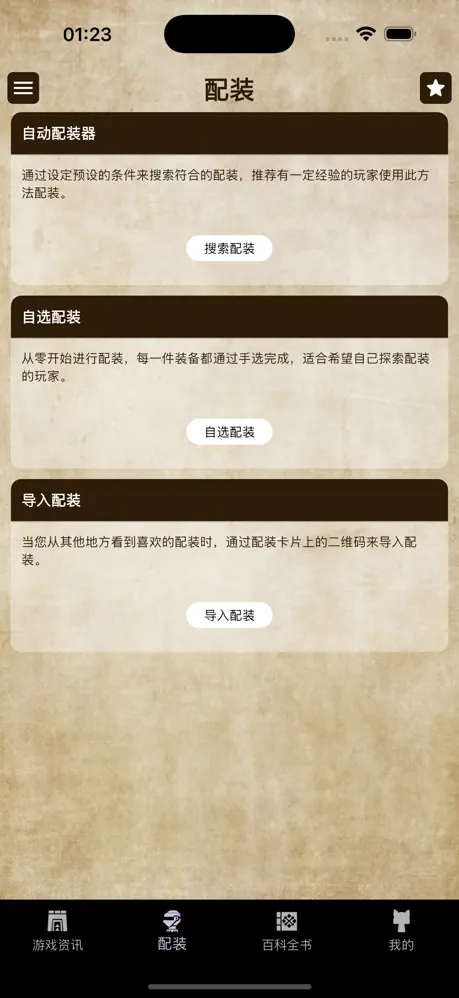 01:23
配装
自动配装器
通过设定预设的条件来搜索符合的配装，推荐有一定经验的玩家使用此方
法配装。
搜索配装
自选配装
从零开始进行配装，每一件装备都通过手选完成，适合希望自己探索配装
的玩家。
自选配装
导入配装
当您从其他地方看到喜欢的配装时，通过配装卡片上的二维码来导入配
装。
导入配装
游戏资讯
配装
百科全书
我的